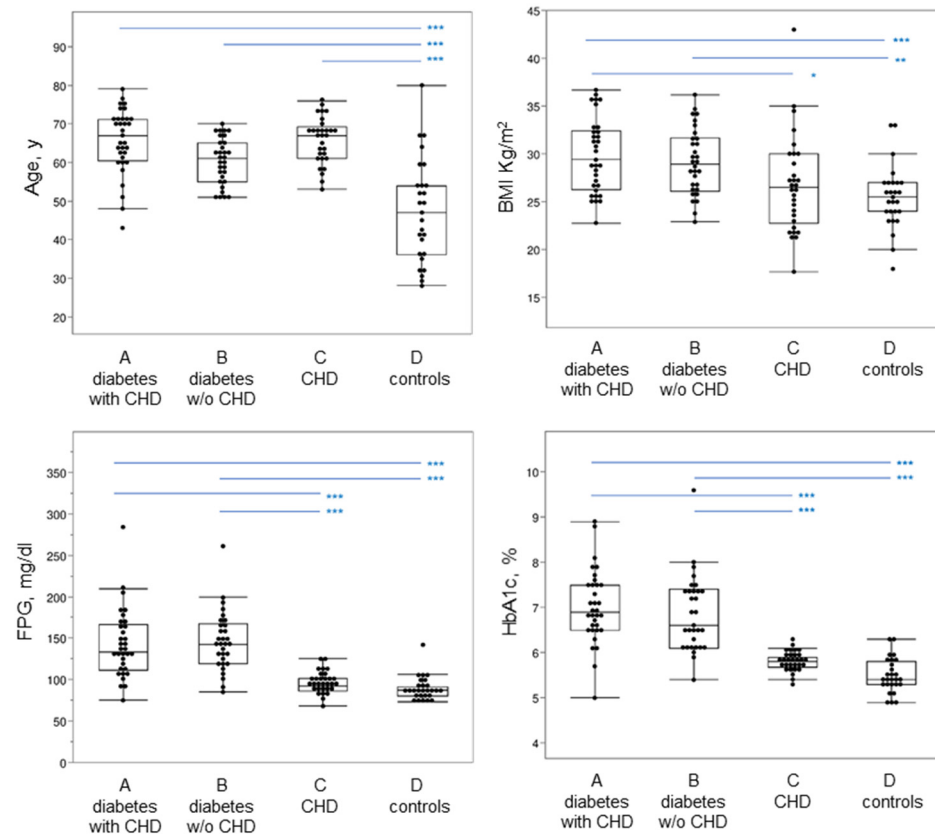 Age, y
90
80
70
60
50
40
30
20
***
***
***
A
diabetes
with CHD
B
diabetes
w/o CHD
C
CHD
D
controls
BMI Kg/m²
45
40
35
30
25
20
15
***
**
*
A
diabetes
with CHD
B
diabetes
w/o CHD
C
CHD
D
controls
FPG, mg/dl
350
300
250
200
150
100
50
0
***
***
***
***
A
diabetes
with CHD
B
diabetes
w/o CHD
C
CHD
D
controls
HbA1c, %
10
9
8
7
6
5
4
***
***
***
***
A
diabetes
with CHD
B
diabetes
w/o CHD
C
CHD
D
controls